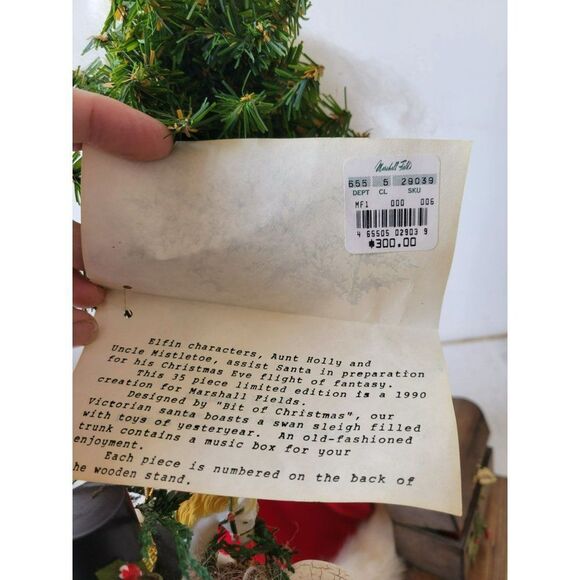 Marshall Field's
655 5 29039
DEPT CL SKU
MF1 000 006
4 65505 02903 9
$300.00
Elfin characters, Aunt Holly and
Uncle Mistletoe, assist Santa in preparation
for his Christmas Eve flight of fantasy.
This 35 piece limited edition is a 1990
creation for Marshall Fields.
Designed by "Bit of Christmas", our
Victorian santa boasts a swan sleigh filled
with toys of yesteryear. An old-fashioned
trunk contains a music box for your
enjoyment.
Each piece is numbered on the back of
he wooden stand.